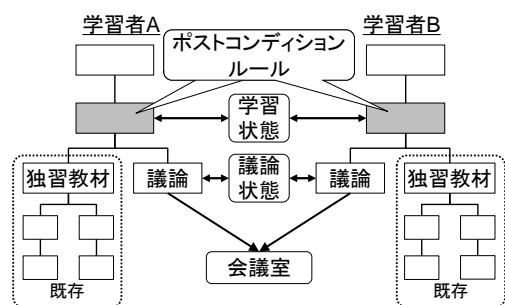 学習者A
学習者B
ポストコンディション
ルール
学習
状態
独習教材
議論
議論
状態
議論
独習教材
会議室
既存
既存